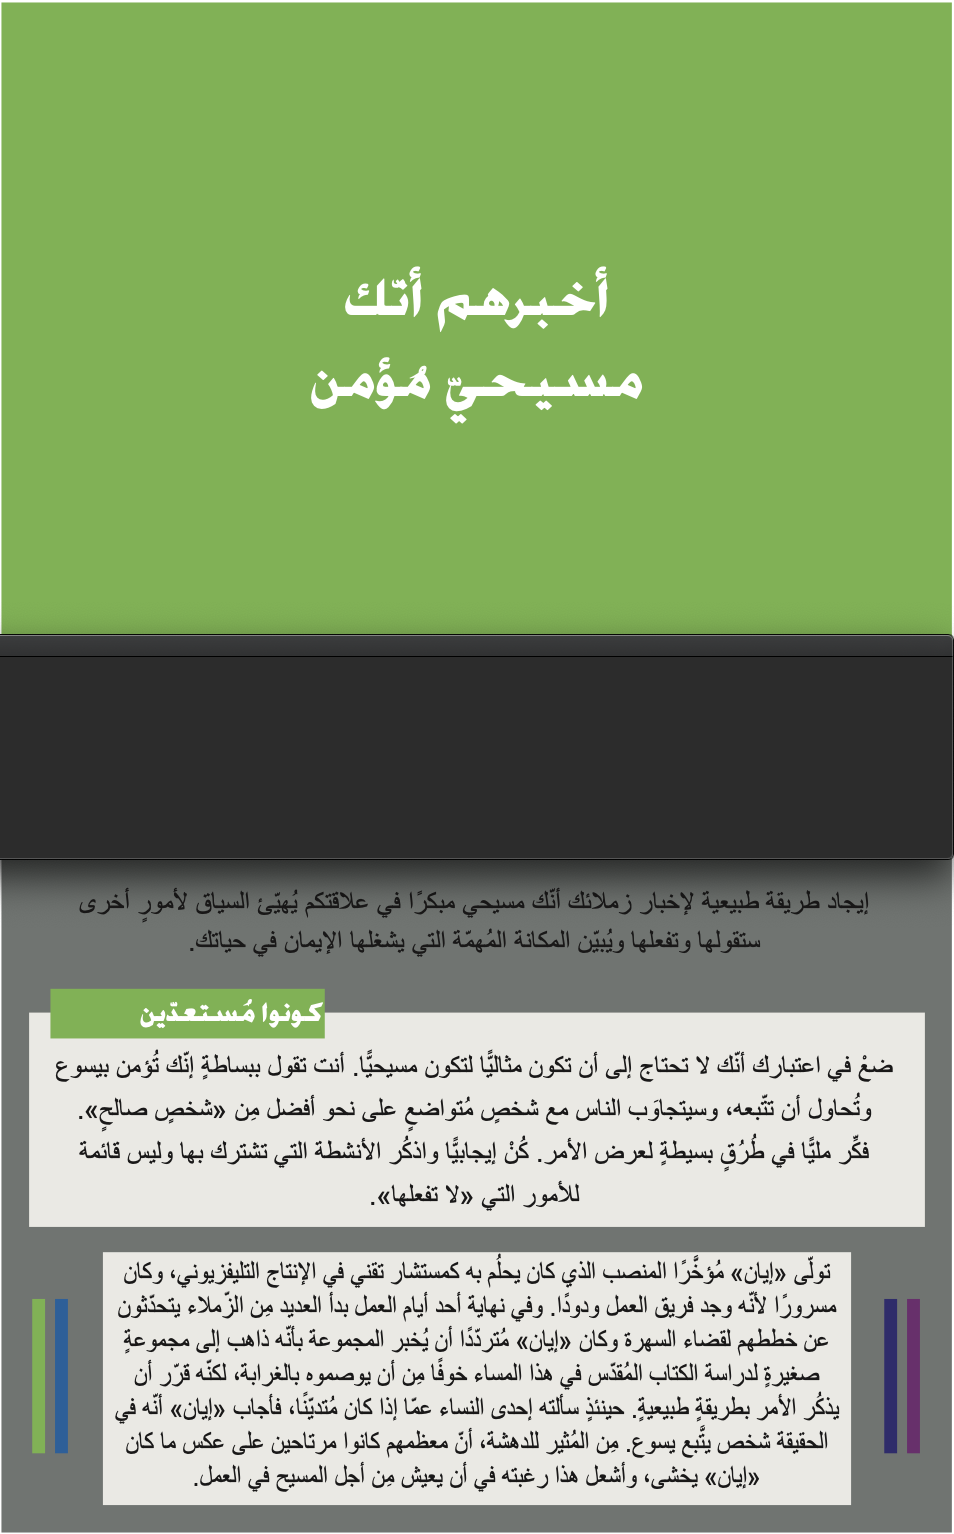 أخبرهم أنّك
مسيحيّ مُؤمن
إيجاد طريقة طبيعية لإخبار زملائك أنّك مسيحي مبكرًا في علاقتكم يُهيّئ السياق لأمورٍ أخرى
ستقولها وتفعلها ويُبيّن المكانة المُهمّة التي يشغلها الإيمان في حياتك.
كونوا مُستعدّين
ضعْ في اعتبارك أنّك لا تحتاج إلى أن تكون مثاليًّا لتكون مسيحيًّا. أنت تقول ببساطةٍ إنّك تُؤمن بيسوع
وتُحاول أن تتّبعه، وسيتجاوَب الناس مع شخصٍ مُتواضعٍ على نحو أفضل مِن «شخصٍ صالحٍ».
فكِّر مليًّا في طُرُقٍ بسيطةٍ لعرض الأمر. كُنْ إيجابيًّا واذكُر الأنشطة التي تشترك بها وليس قائمة
للأمور التي «لا تفعلها».
تولّى «إيان» مُؤخَّرًا المنصب الذي كان يحلُم به كمستشار تقني في الإنتاج التليفزيوني، وكان
مسرورًا لأنّه وجد فريق العمل ودودًا. وفي نهاية أحد أيام العمل بدأ العديد مِن الزّملاء يتحدّثون
عن خططهم لقضاء السهرة وكان «إيان» مُتردّدًا أن يُخبر المجموعة بأنّه ذاهب إلى مجموعةٍ
صغيرةٍ لدراسة الكتاب المُقدّس في هذا المساء خوفًا مِن أن يوصموه بالغرابة، لكنّه قرّر أن
يذكُر الأمر بطريقةٍ طبيعيةٍ. حينئذٍ سألته إحدى النساء عمّا إذا كان مُتديّنًا، فأجاب «إيان» أنّه في
الحقيقة شخص يتَّبع يسوع. مِن المُثير للدهشة، أنّ معظمهم كانوا مرتاحين على عكس ما كان
«إيان» يخشى، وأشعل هذا رغبته في أن يعيش مِن أجل المسيح في العمل.